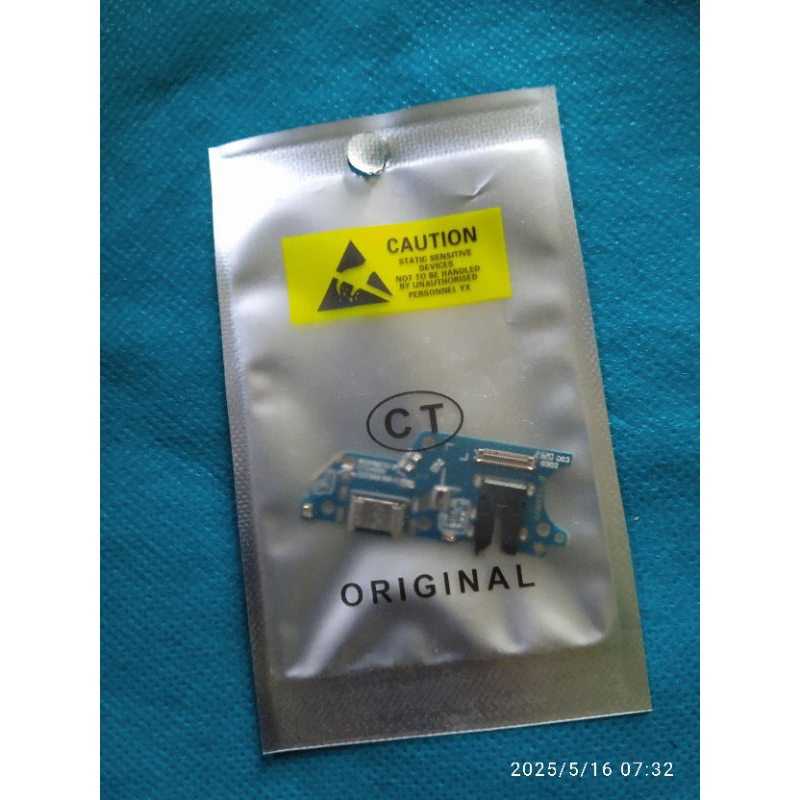 CAUTION
STATIC SENSITIVE
DEVICES
NOT TO BE HANDLED
BY UNAUTHORISED
PERSONNEL YX
CT
ORIGINAL
2025/5/16 07:32